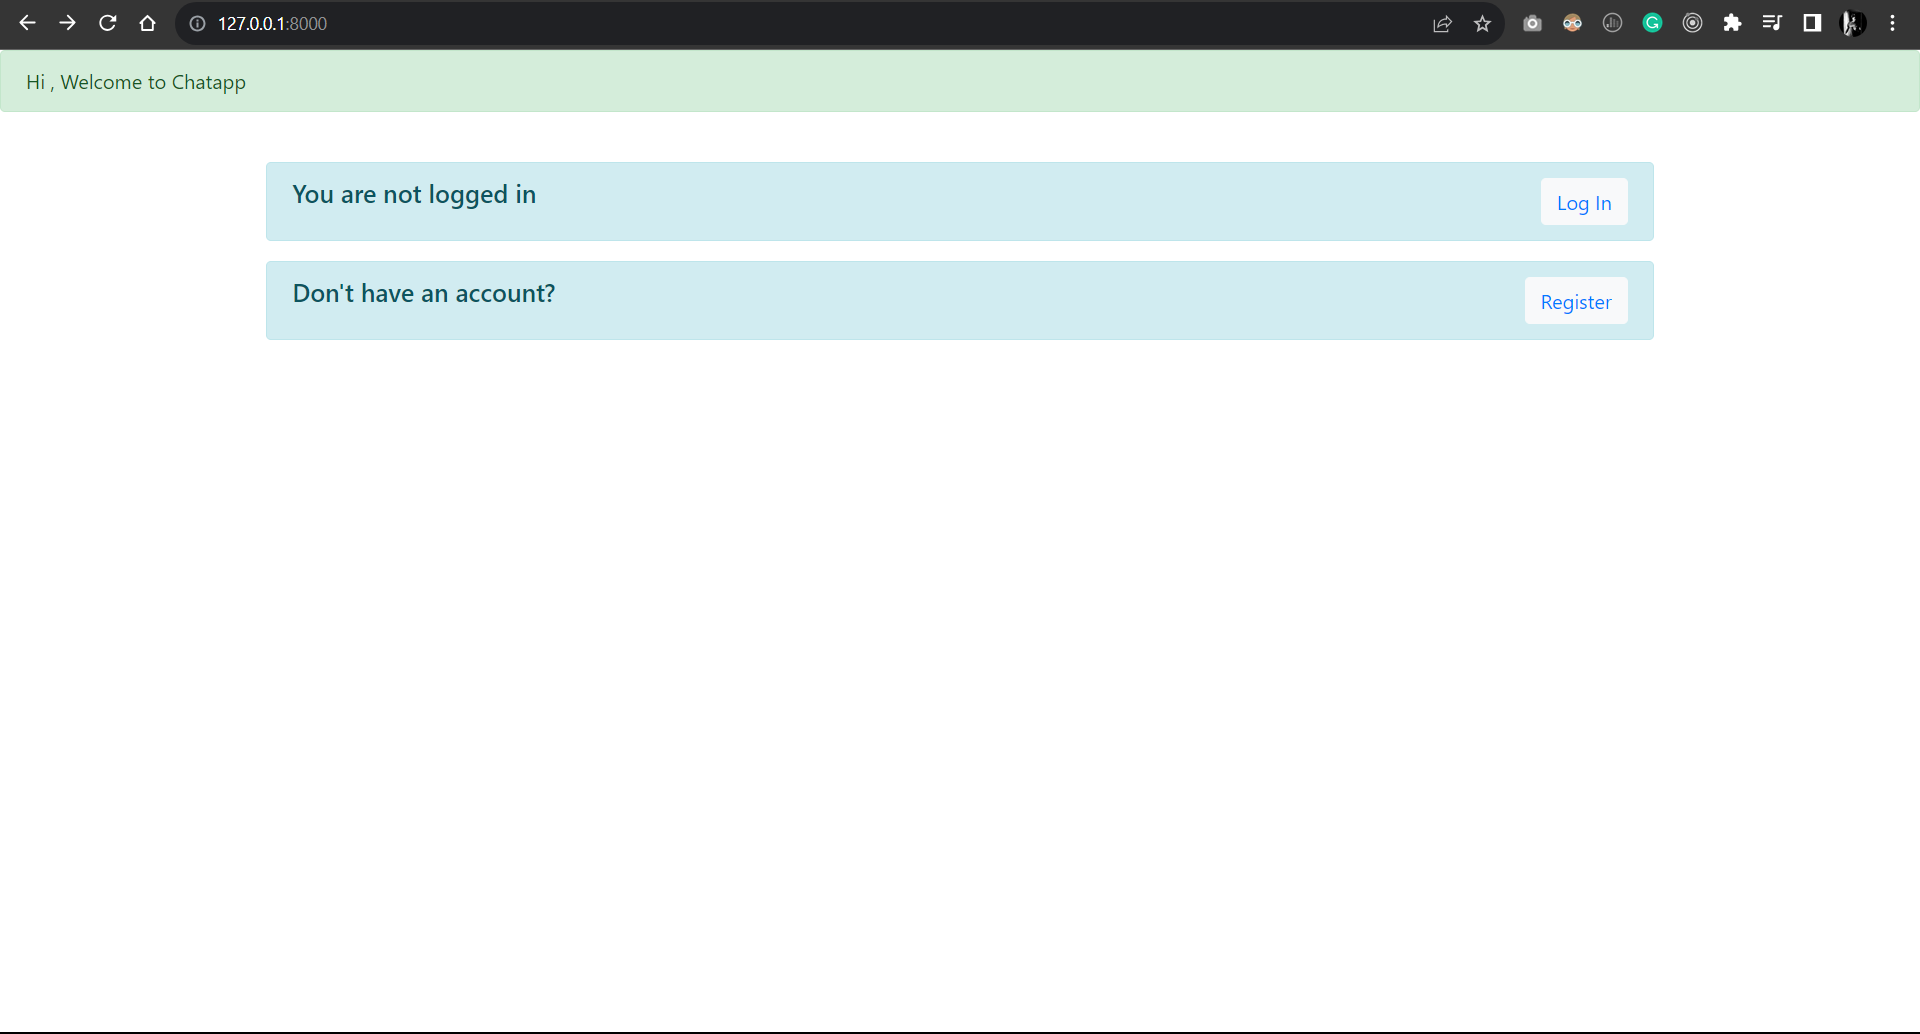 127.0.0.1:8000
Hi , Welcome to Chatapp
You are not logged in
Log In
Don't have an account?
Register